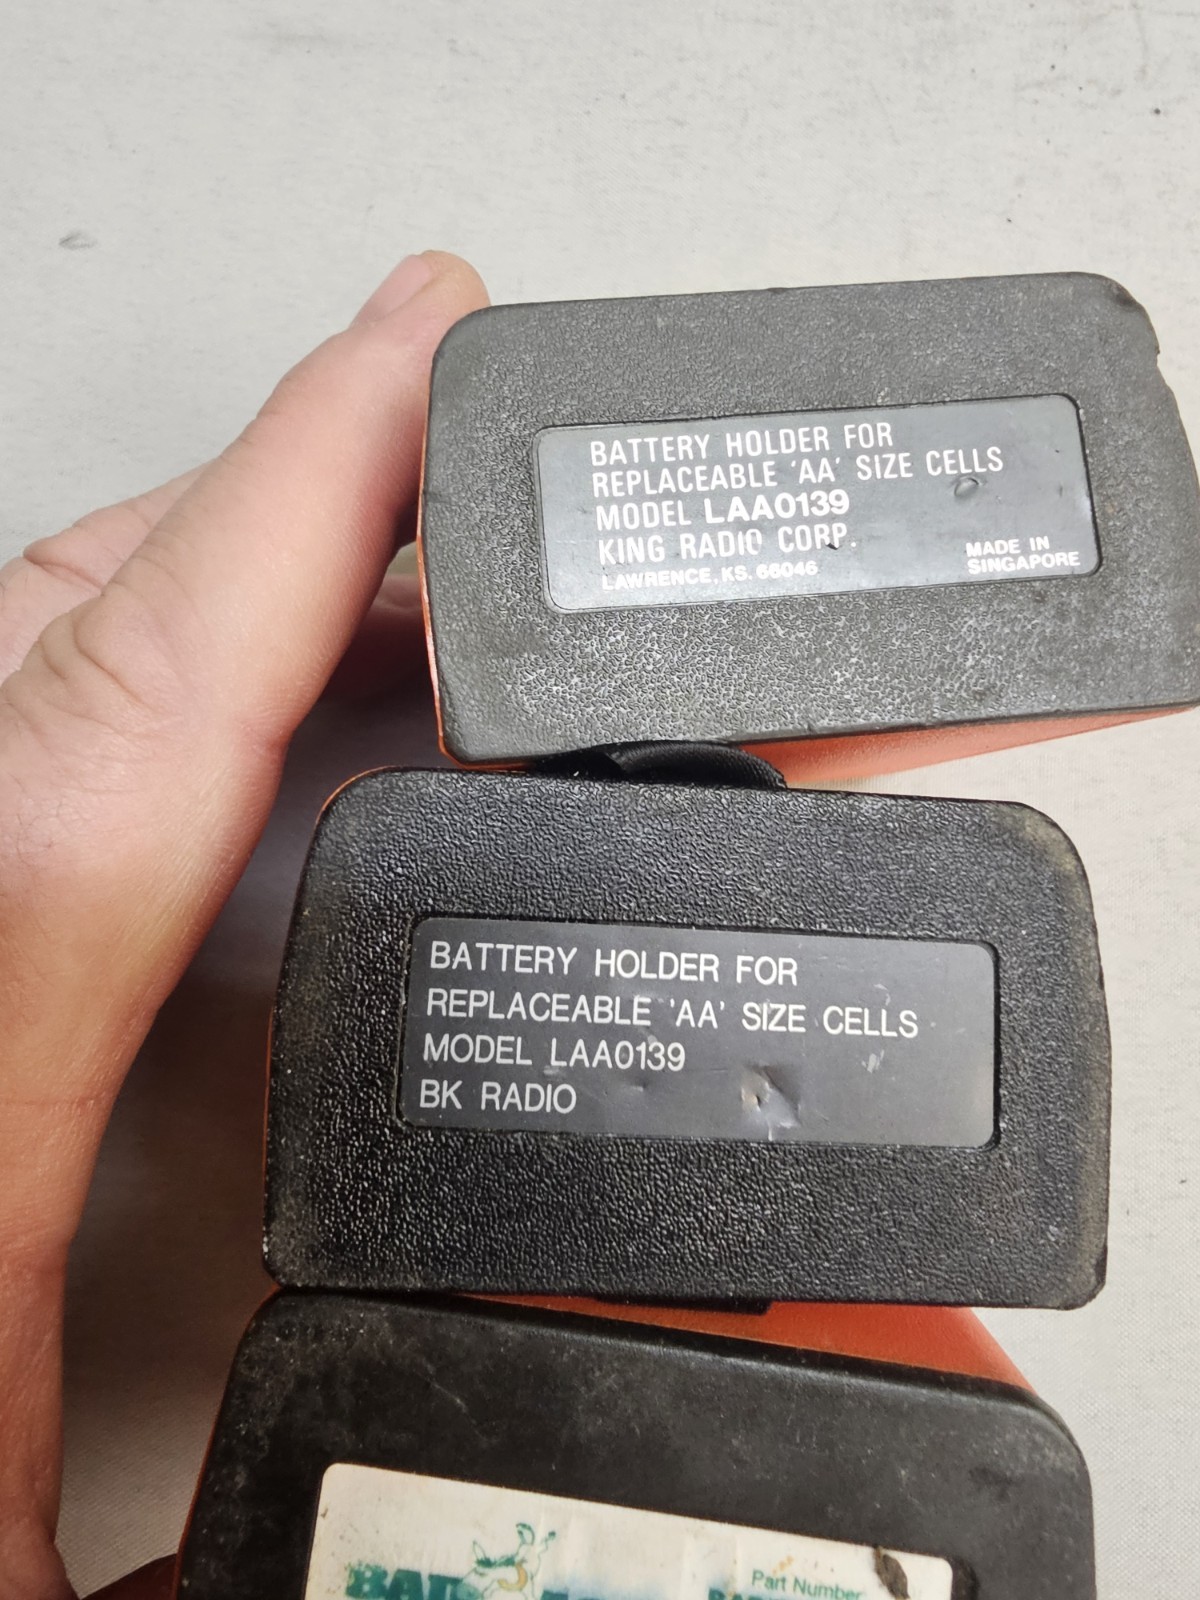 BATTERY HOLDER FOR
REPLACEABLE 'AA' SIZE CELLS
MODEL LAA0139
KING RADIO CORP.
LAWRENCE, KS. 66046
MADE IN
SINGAPORE
BATTERY HOLDER FOR
REPLACEABLE 'AA' SIZE CELLS
MODEL LAA0139
BK RADIO
Part Number